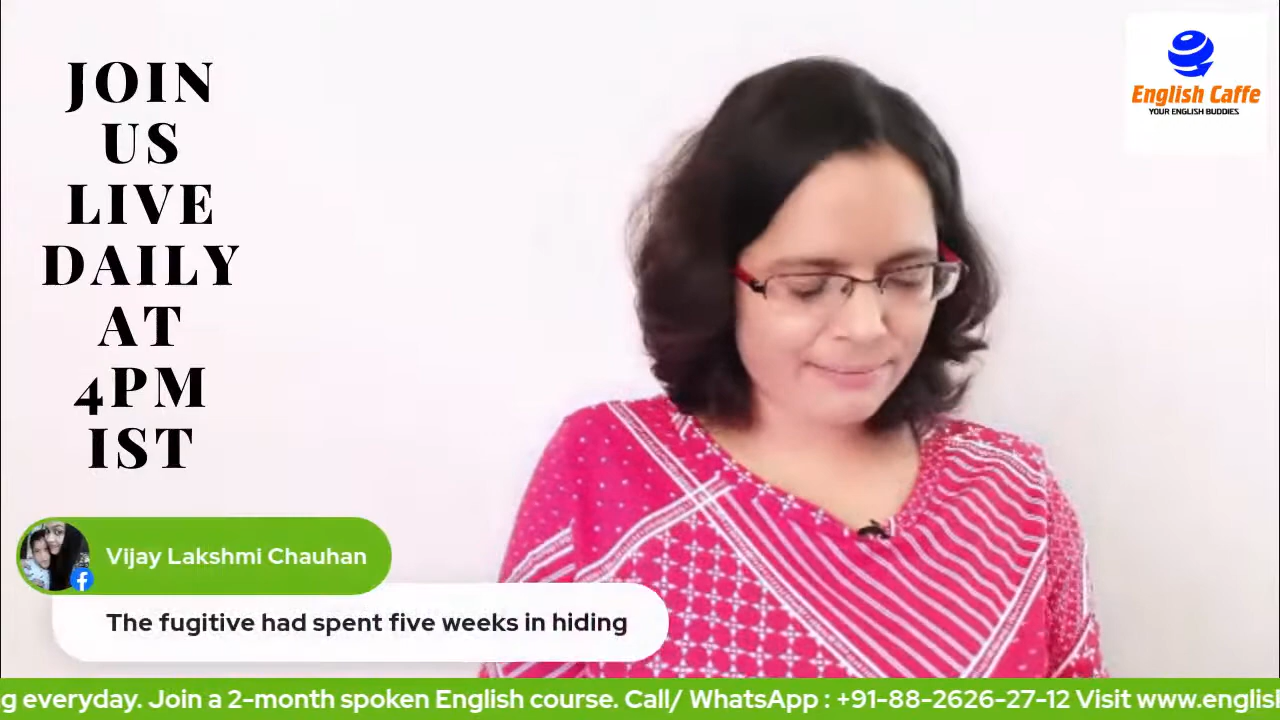 JOIN
US
LIVE
DAILY
AT
4PM
IST
English Caffe
YOUR ENGLISH BUDDIES
Vijay Lakshmi Chauhan
The fugitive had spent five weeks in hiding
g everyday. Join a 2-month spoken English course. Call/ WhatsApp : +91-88-2626-27-12 Visit www.englis